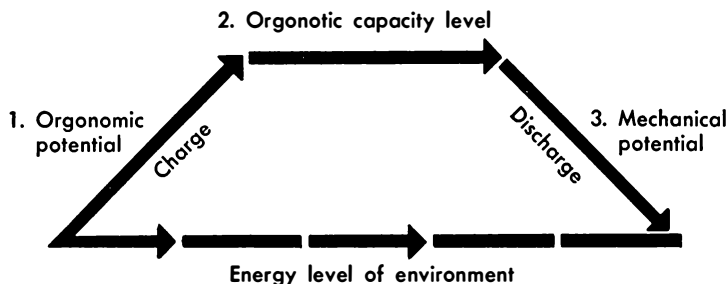 2. Orgonotic capacity level
1. Orgonomic
potential
Charge
Discharge
3. Mechanical
potential
Energy level of environment